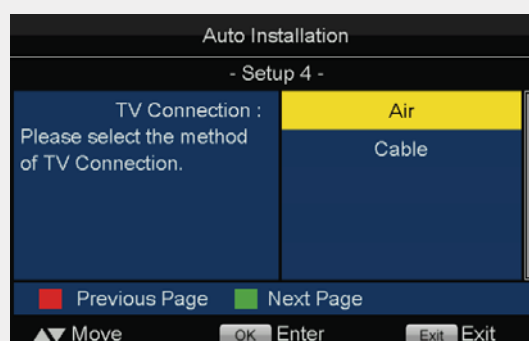 Auto Installation
- Setup 4 -
TV Connection :
Please select the method
of TV Connection.
Air
Cable
Previous Page Next Page
Move OK Enter Exit Exit